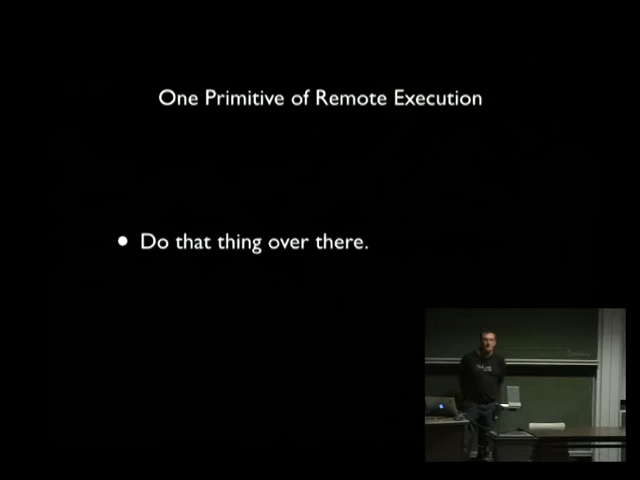 One Primitive of Remote Execution
• Do that thing over there.